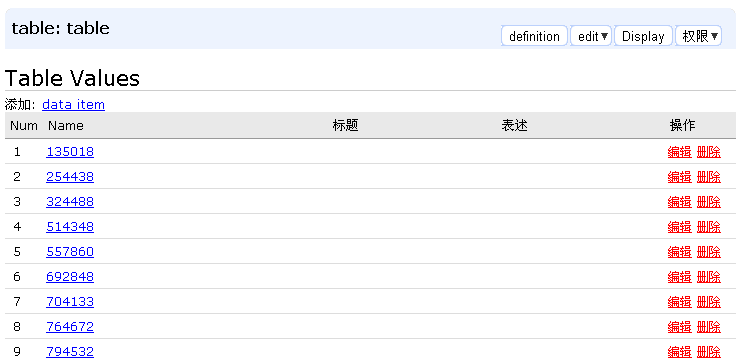 table: table
definition edit▼ Display 权限▼
Table Values
添加: data item
Num Name 标题 表述 操作
1 135018 编辑 删除
2 254438 编辑 删除
3 324488 编辑 删除
4 514348 编辑 删除
5 557860 编辑 删除
6 692848 编辑 删除
7 704133 编辑 删除
8 764672 编辑 删除
9 794532 编辑 删除